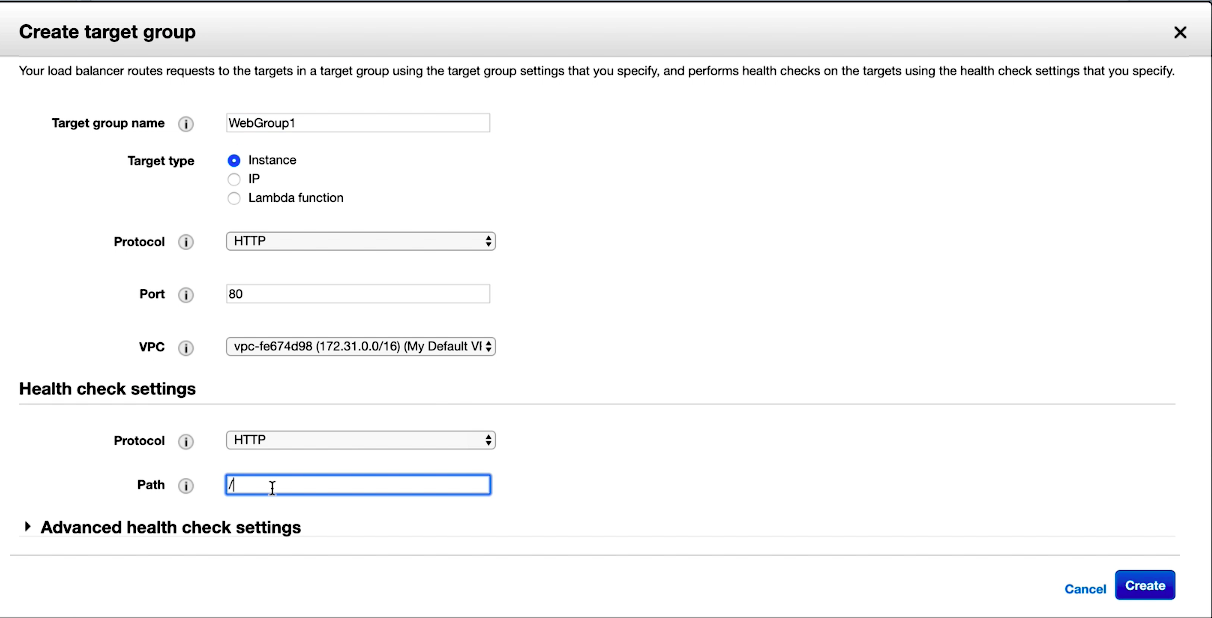 Create target group
Your load balancer routes requests to the targets in a target group using the target group settings that you specify, and performs health checks on the targets using the health check settings that you specify.
Target group name i WebGroup1
Target type Instance
IP
Lambda function
Protocol i HTTP
Port i 80
VPC i vpc-fe674d98 (172.31.0.0/16) (My Default VI
Health check settings
Protocol i HTTP
Path i /
Advanced health check settings
Cancel Create